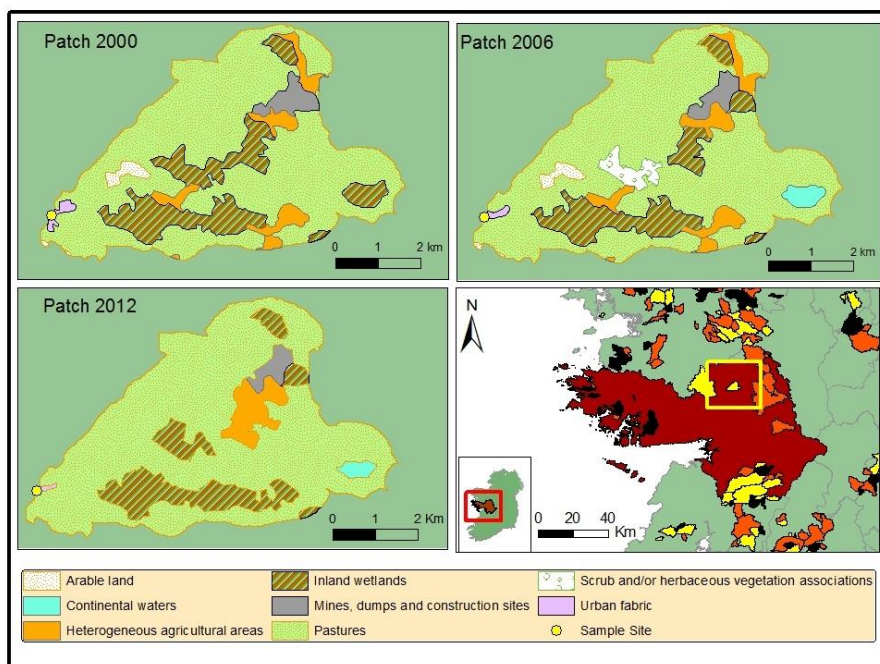 Patch 2000
0 1 2 km
Patch 2006
0 1 2 km
Patch 2012
0 1 2 Km
N
0 20 40 Km
Arable land
Inland wetlands
Scrub and/or herbaceous vegetation associations
Continental waters
Mines, dumps and construction sites
Urban fabric
Heterogeneous agricultural areas
Pastures
Sample Site